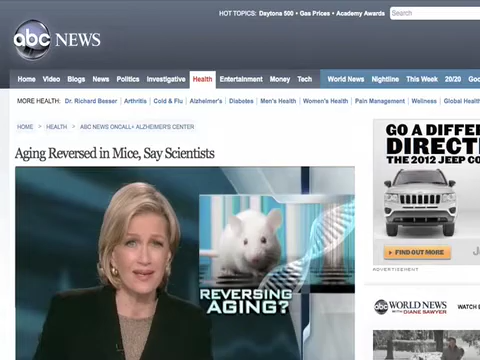 HOT TOPICS: Daytona 500 • Gas Prices • Academy Awards
Search
abc NEWS
Home Video Blogs News Politics Investigative Health Entertainment Money Tech World News Nightline This Week 20/20
MORE HEALTH: Dr. Richard Besser Arthritis Cold & Flu Alzheimer's Diabetes Men's Health Women's Health Pain Management Wellness Global Health
HOME > HEALTH > ABC NEWS ONCALL+ ALZHEIMER'S CENTER
Aging Reversed in Mice, Say Scientists
GO A DIFFE
DIRECT
THE 2012 JEEP CO
FIND OUT MORE
ADVERTISEMENT
REVERSING
AGING?
abc WORLD NEWS
WITH DIANE SAWYER
WATCH